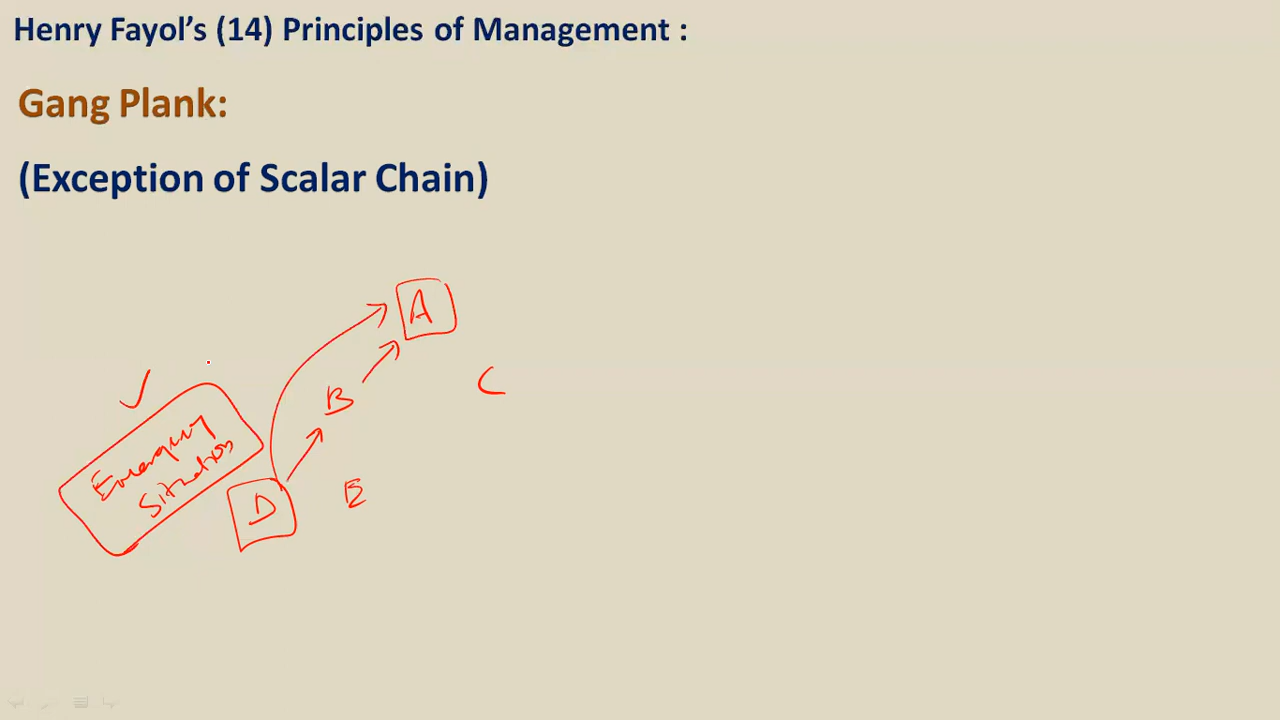 Henry Fayol's (14) Principles of Management :
Gang Plank:
(Exception of Scalar Chain)
A
B
C
Emergency
Situation
D
E